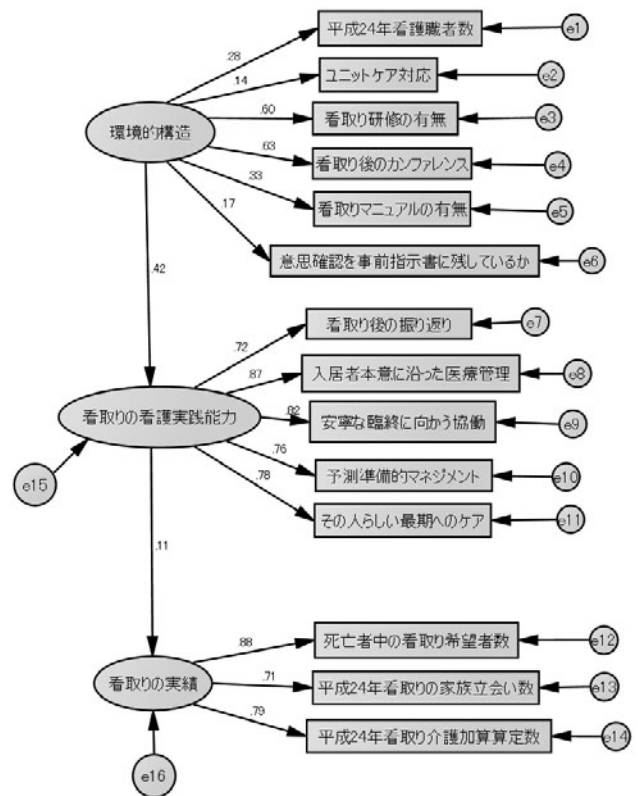 平成24年看護職者数
e1
.28
ユニットケア対応
e2
.14
環境的構造
.60
看取り研修の有無
e3
.63
看取り後のカンファレンス
e4
.33
看取りマニュアルの有無
e5
.17
意思確認を事前指示書に残しているか
e6
.42
看取り後の振り返り
e7
.72
入居者本意に沿った医療管理
e8
.87
看取りの看護実践能力
.82
安寧な臨終に向かう協働
e9
.76
予測準備的マネジメント
e10
e15
.78
その人らしい最期へのケア
e11
.11
.88
死亡者中の看取り希望者数
e12
看取りの実績
.71
平成24年看取りの家族立会い数
e13
.79
平成24年看取り介護加算算定数
e14
e16